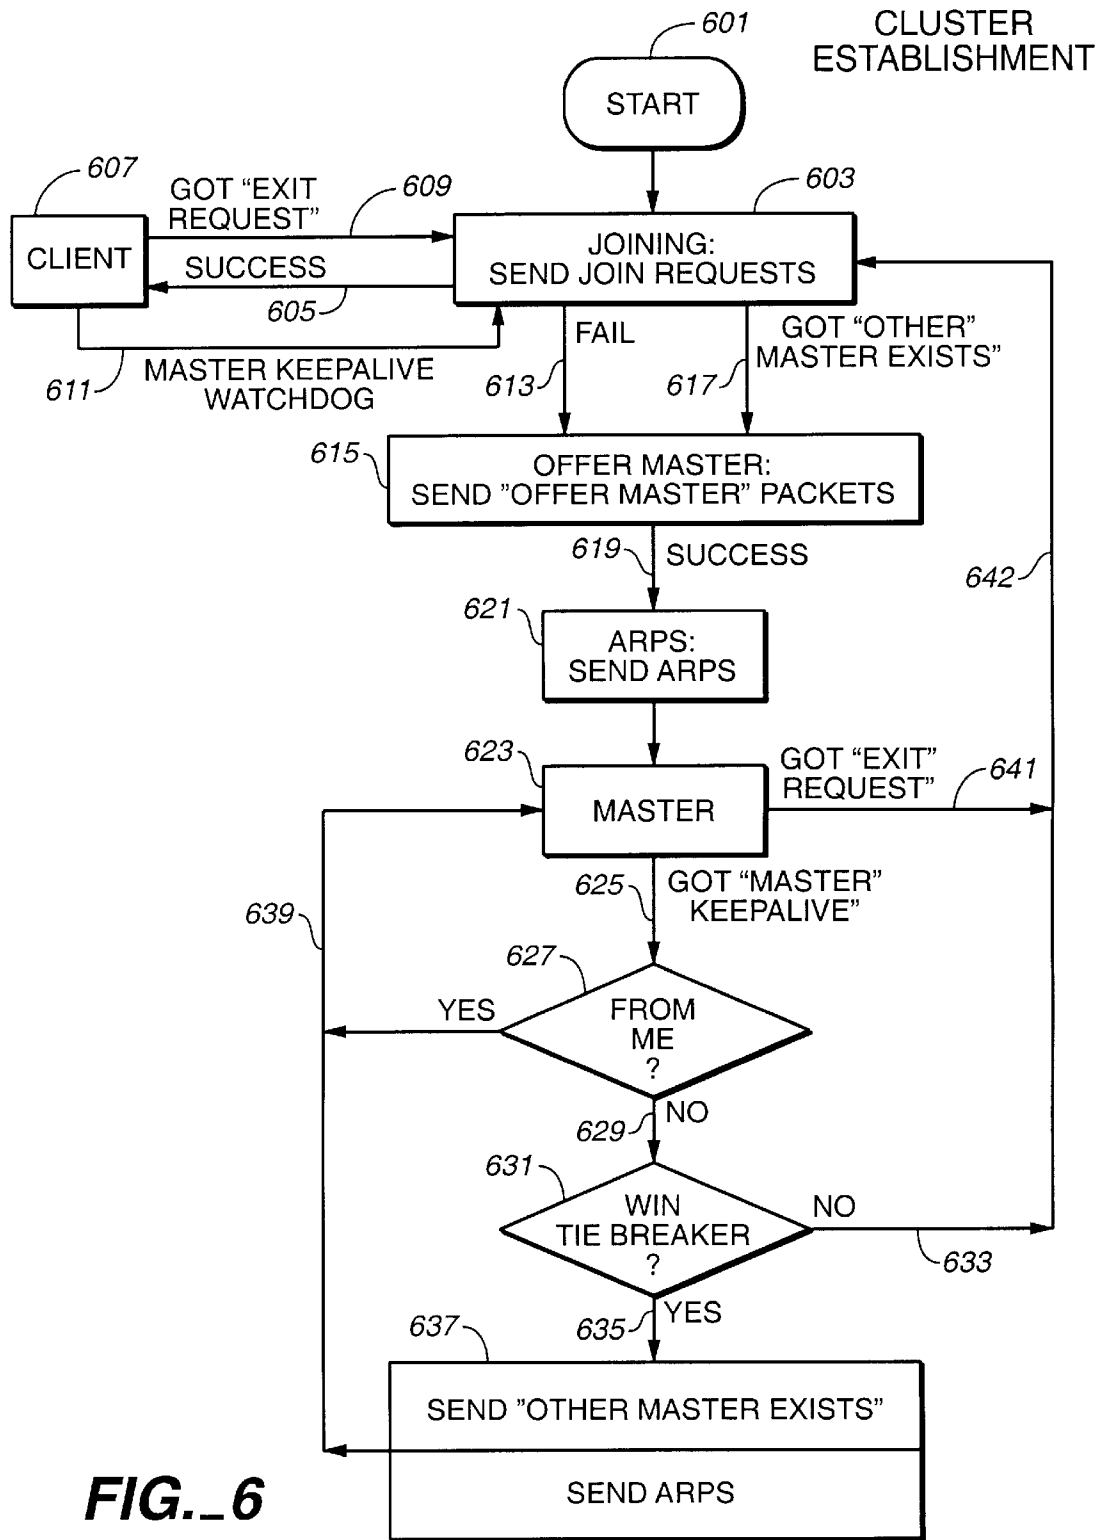 CLUSTER
ESTABLISHMENT
601
START
607
GOT “EXIT
REQUEST”
609
603
CLIENT
JOINING:
SEND JOIN REQUESTS
SUCCESS
605
611
MASTER KEEPALIVE
WATCHDOG
FAIL
613
GOT “OTHER”
MASTER EXISTS”
617
615
OFFER MASTER:
SEND ”OFFER MASTER” PACKETS
619
SUCCESS
642
621
ARPS:
SEND ARPS
623
MASTER
GOT “EXIT”
REQUEST”
641
625
GOT “MASTER”
KEEPALIVE”
639
627
YES
FROM
ME
?
629
NO
631
WIN
TIE BREAKER
?
NO
633
635
YES
637
SEND ”OTHER MASTER EXISTS”
SEND ARPS
FIG._6